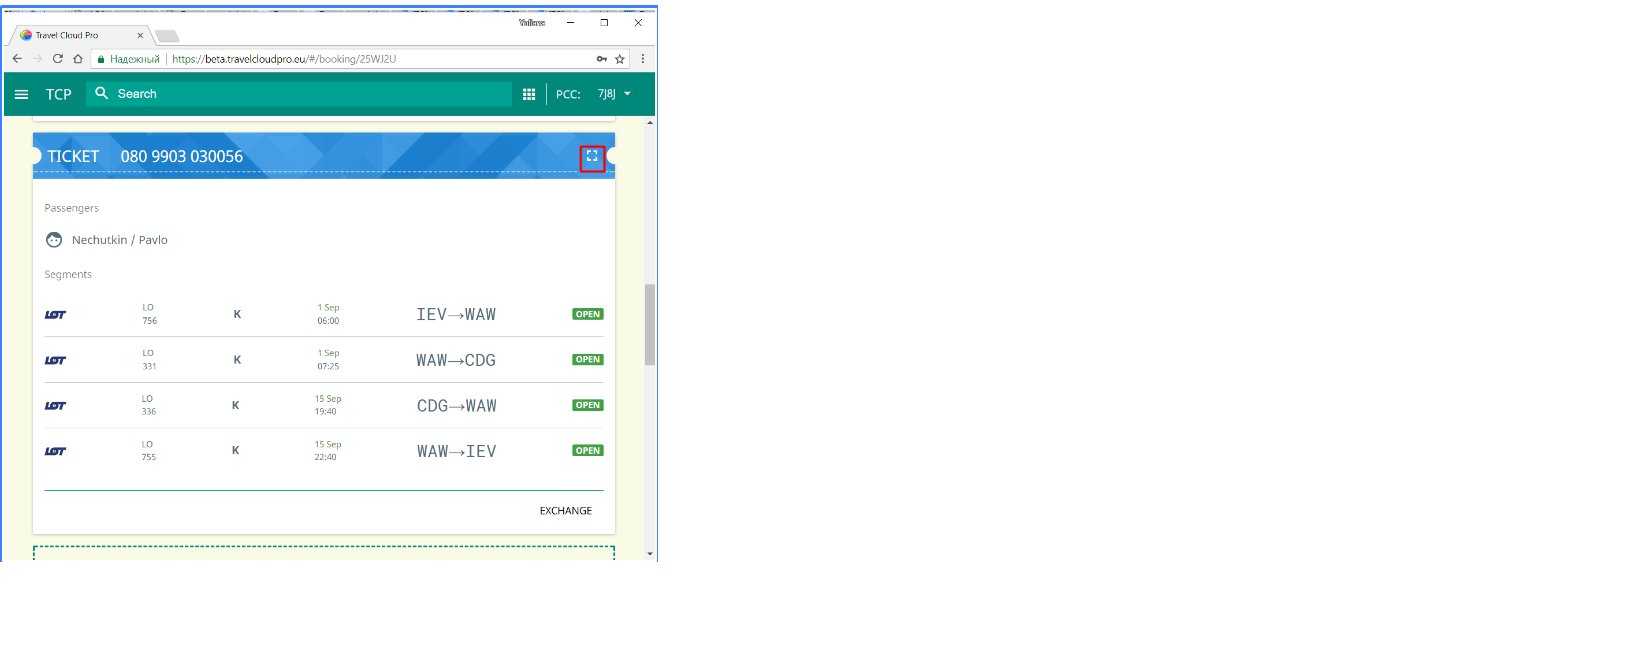 Yuliana
Travel Cloud Pro
Надежный https://beta.travelcloudpro.eu/#/booking/25WJ2U
TCP Search PCC: 7J8J
TICKET 080 9903 030056
Passengers
Nechutkin / Pavlo
Segments
LOT LO 756 K 1 Sep 06:00 IEV→WAW OPEN
LOT LO 331 K 1 Sep 07:25 WAW→CDG OPEN
LOT LO 336 K 15 Sep 19:40 CDG→WAW OPEN
LOT LO 755 K 15 Sep 22:40 WAW→IEV OPEN
EXCHANGE